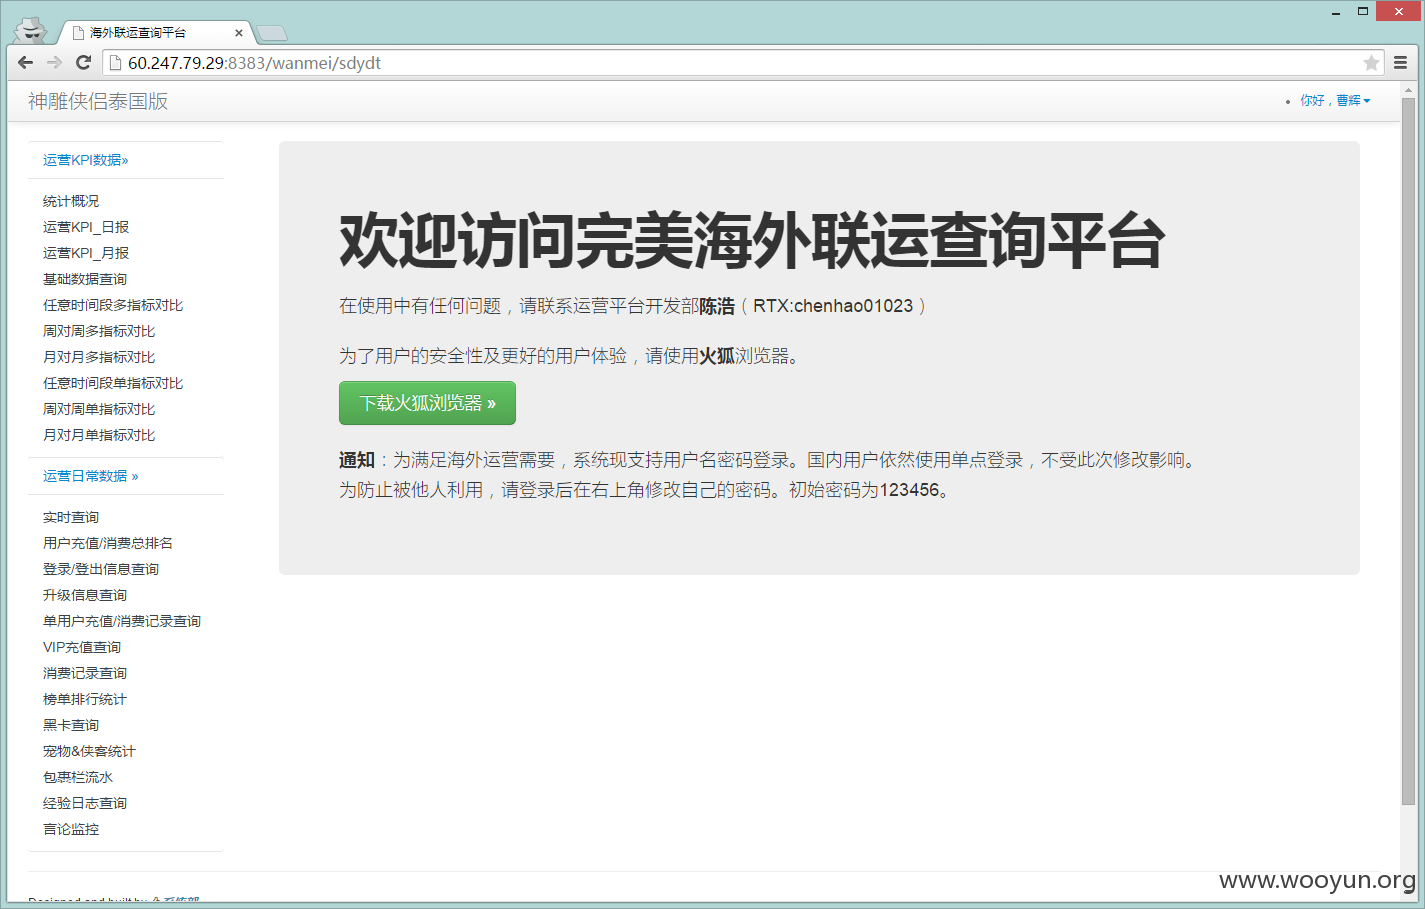 海外联运查询平台
60.247.79.29:8383/wanmei/sdydt
神雕侠侣泰国版
你好，曹辉
运营KPI数据»
统计概况
运营KPI_日报
运营KPI_月报
基础数据查询
任意时间段多指标对比
周对周多指标对比
月对月多指标对比
任意时间段单指标对比
周对周单指标对比
月对月单指标对比
运营日常数据 »
实时查询
用户充值/消费总排名
登录/登出信息查询
升级信息查询
单用户充值/消费记录查询
VIP充值查询
消费记录查询
榜单排行统计
黑卡查询
宠物&侠客统计
包裹栏流水
经验日志查询
言论监控
欢迎访问完美海外联运查询平台
在使用中有任何问题，请联系运营平台开发部陈浩（RTX:chenhao01023）
为了用户的安全性及更好的用户体验，请使用火狐浏览器。
下载火狐浏览器 »
通知：为满足海外运营需要，系统现支持用户名密码登录。国内用户依然使用单点登录，不受此次修改影响。
为防止被他人利用，请登录后在右上角修改自己的密码。初始密码为123456。
Designed and built by
www.wooyun.org